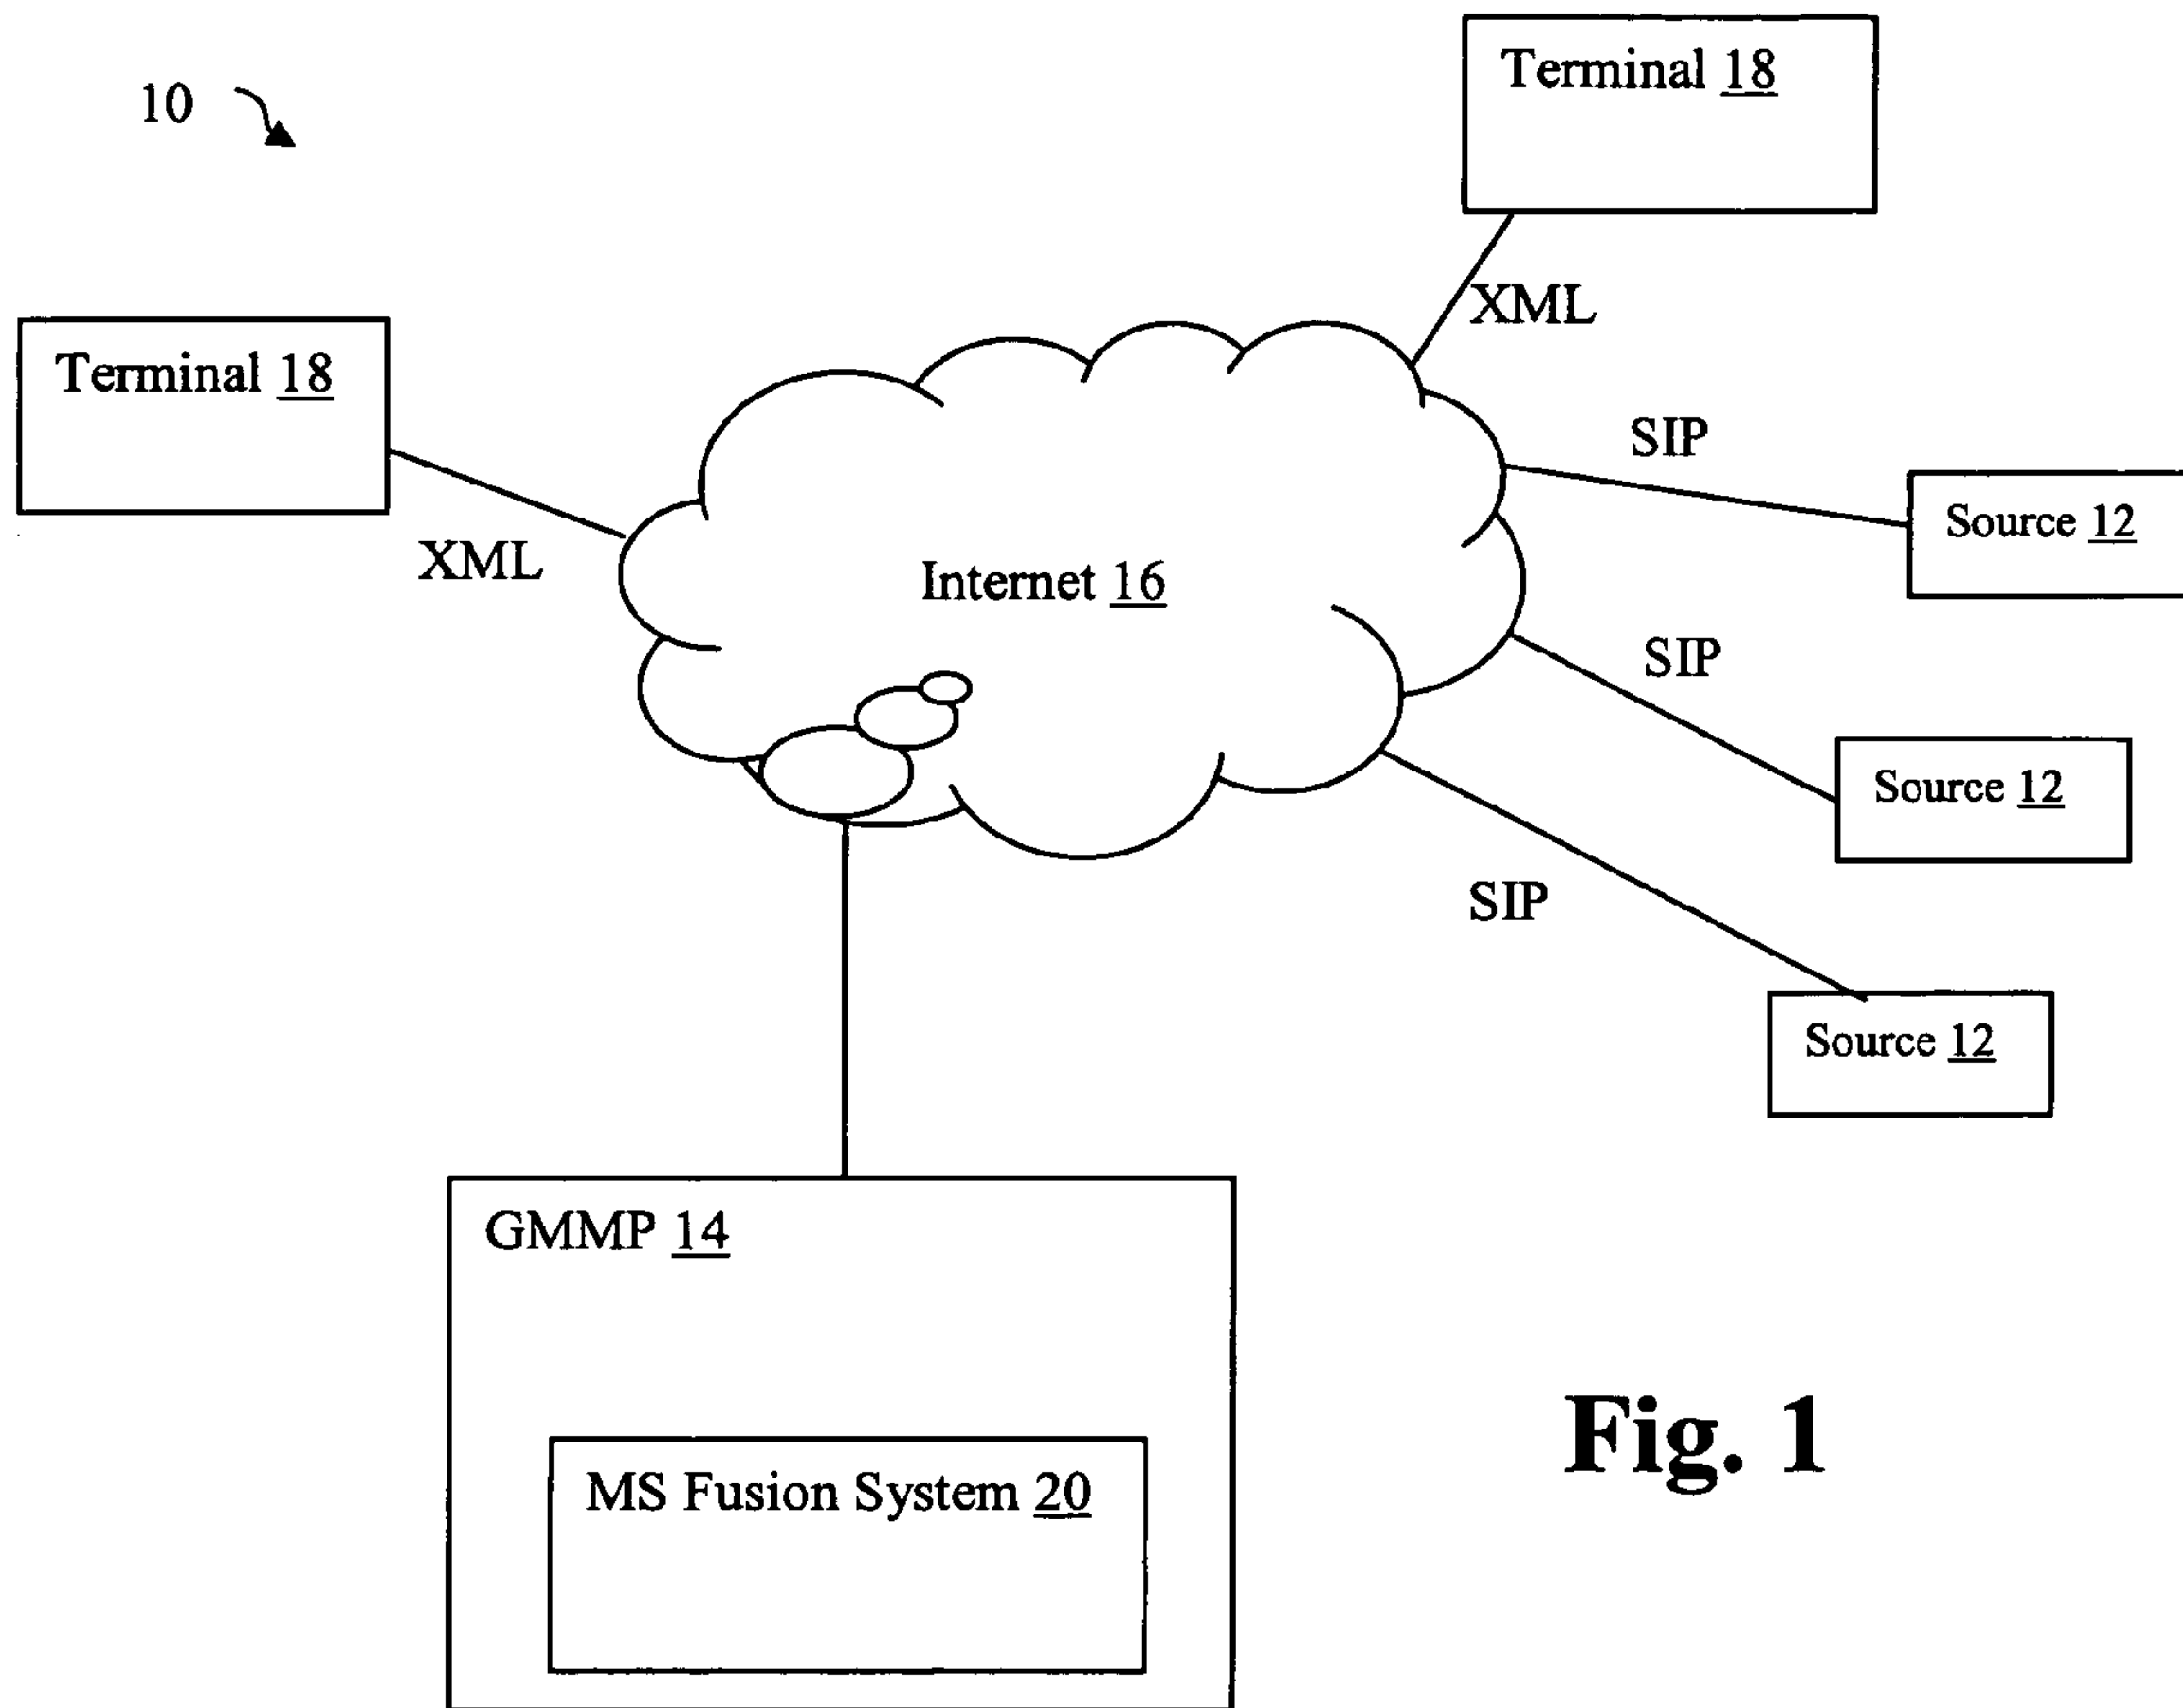 Terminal 18
10
XML
Terminal 18
SIP
XML
Internet 16
Source 12
SIP
Source 12
SIP
Source 12
GMMP 14
MS Fusion System 20
Fig. 1